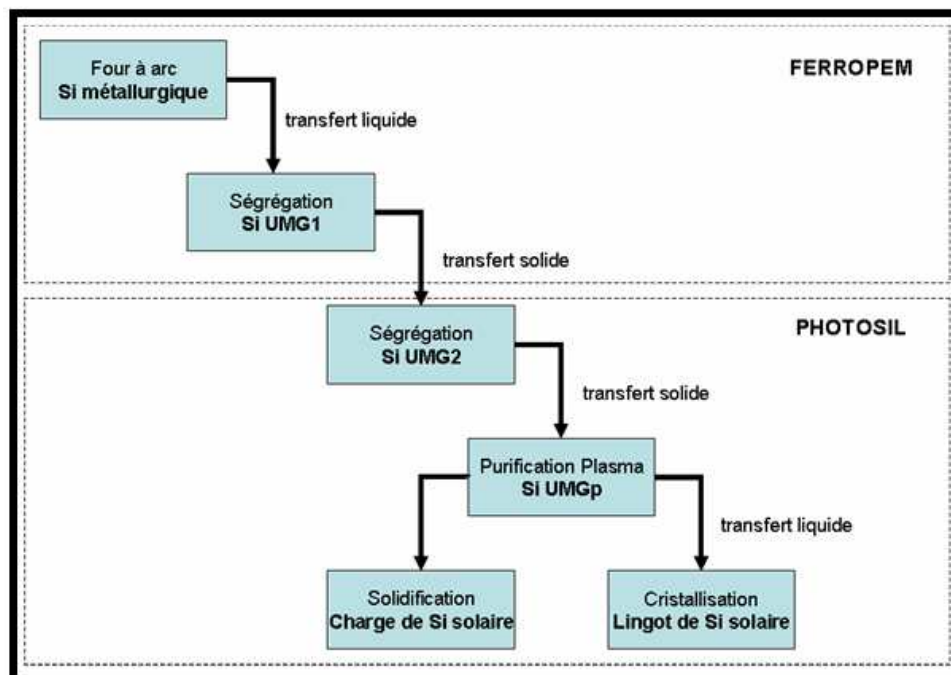 Four à arc
Si métallurgique
FERROPEM
transfert liquide
Ségrégation
Si UMG1
transfert solide
Ségrégation
Si UMG2
PHOTOSIL
transfert solide
Purification Plasma
Si UMGp
transfert liquide
Solidification
Charge de Si solaire
Cristallisation
Lingot de Si solaire